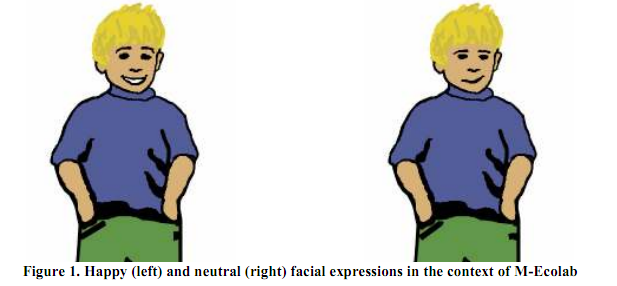 Figure 1. Happy (left) and neutral (right) facial expressions in the context of M-Ecolab